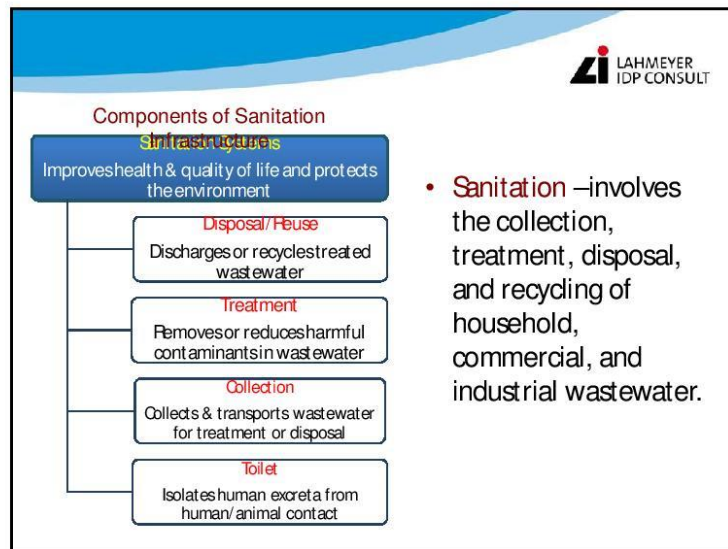 LAHMEYER
IDP CONSULT
Components of Sanitation
Infrastructure
Sanitation Systems
Improves health & quality of life and protects
the environment
Disposal/Reuse
Discharges or recycles treated
wastewater
Treatment
Removes or reduces harmful
contaminants in wastewater
Collection
Collects & transports wastewater
for treatment or disposal
Toilet
Isolates human excreta from
human/animal contact
• Sanitation –involves
the collection,
treatment, disposal,
and recycling of
household,
commercial, and
industrial wastewater.